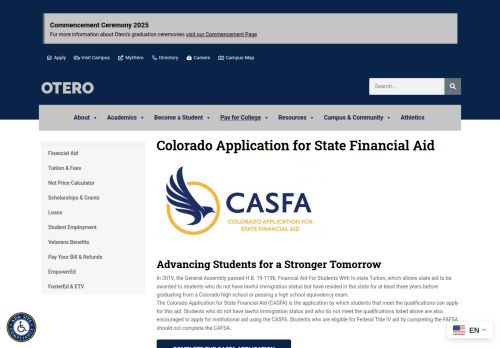 Commencement Ceremony 2025
For more information about Otero's graduation ceremonies visit our Commencement Page
Apply Visit Campus MyOtero Directory Careers Campus Map
OTERO
Search...
About Academics Become a Student Pay for College Resources Campus & Community Athletics
Financial Aid
Tuition & Fees
Net Price Calculator
Scholarships & Grants
Loans
Student Employment
Veterans Benefits
Pay Your Bill & Refunds
EmpowerEd
FosterEd & ETV
Colorado Application for State Financial Aid
CASFA
COLORADO APPLICATION FOR
STATE FINANCIAL AID
Advancing Students for a Stronger Tomorrow
In 2019, the General Assembly passed H.B. 19-1196, Financial Aid For Students With In-state Tuition, which allows state aid to be
awarded to students who do not have lawful immigration status but have resided in the state for at least three years before
graduating from a Colorado high school or passing a high school equivalency exam.
The Colorado Application for State Financial Aid (CASFA) is the application by which students that meet the qualifications can apply
for this aid. Students who do not have lawful immigration status and who do not meet the qualifications listed above are also
encouraged to apply for institutional aid using the CASFA. Students who are eligible for Federal Title IV aid by completing the FAFSA
should not complete the CAFSA.
EN